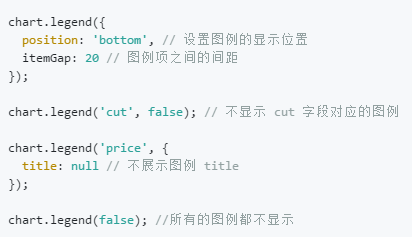 chart.legend({
  position: 'bottom', // 设置图例的显示位置
  itemGap: 20 // 图例项之间的间距
});
chart.legend('cut', false); // 不显示 cut 字段对应的图例
chart.legend('price', {
  title: null // 不展示图例 title
});
chart.legend(false); //所有的图例都不显示